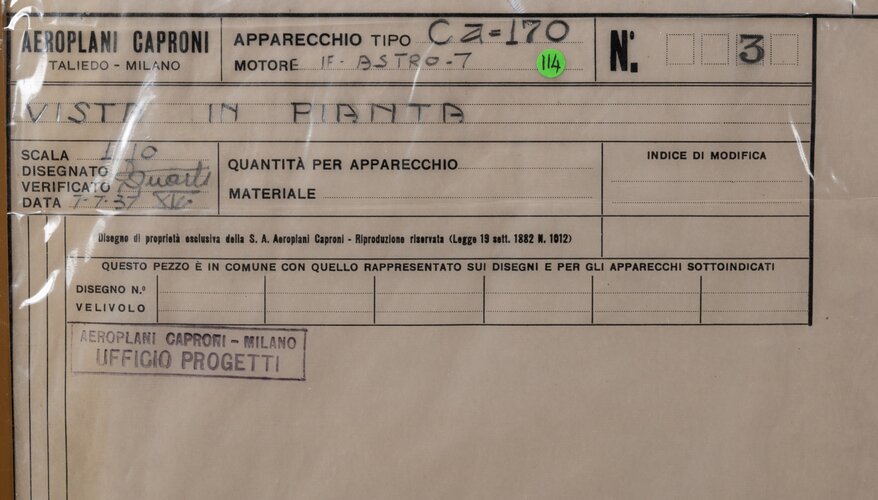 AEROPLANI CAPRONI
TALIEDO - MILANO
APPARECCHIO TIPO Ca=170
MOTORE IF- ASTRO-7
114
N. 3
VISTA IN PIANTA
SCALA 1:10
DISEGNATO
VERIFICATO
DATA 7-7-37 XV
QUANTITÀ PER APPARECCHIO
MATERIALE
INDICE DI MODIFICA
Disegno di proprietà esclusiva della S. A. Aeroplani Caproni - Riproduzione riservata (Legge 19 sett. 1882 N. 1012)
QUESTO PEZZO È IN COMUNE CON QUELLO RAPPRESENTATO SUI DISEGNI E PER GLI APPARECCHI SOTTOINDICATI
DISEGNO N.º
VELIVOLO
AEROPLANI CAPRONI - MILANO
UFFICIO PROGETTI